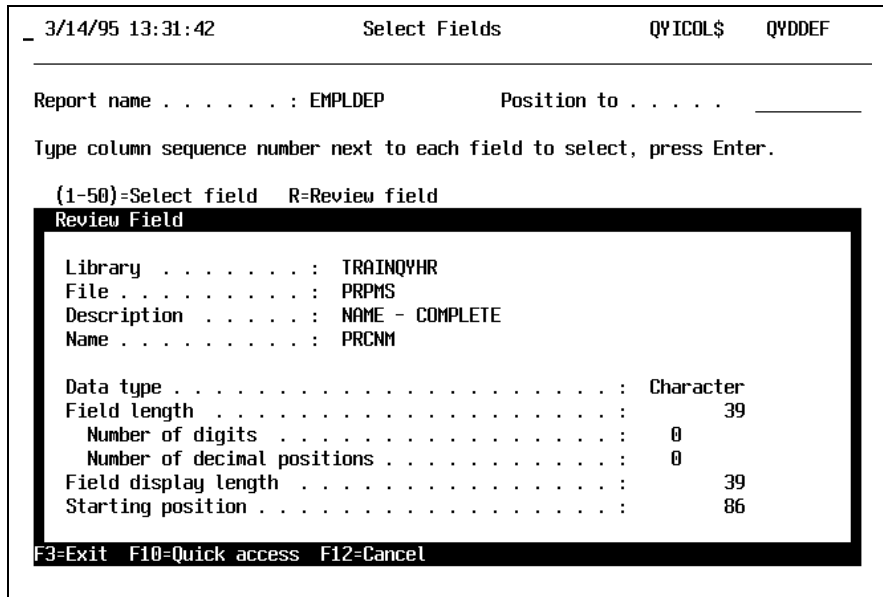 _ 3/14/95 13:31:42 Select Fields QYICOL$ QYDDEF
Report name . . . . . . : EMPLDEP Position to . . . . . __________
Type column sequence number next to each field to select, press Enter.
(1-50)=Select field R=Review field
Review Field
Library . . . . . . . : TRAINQYHR
File . . . . . . . . . : PRPMS
Description . . . . . : NAME - COMPLETE
Name . . . . . . . . . : PRCNM
Data type . . . . . . . . . . . . . . . . . . . . . : Character
Field length . . . . . . . . . . . . . . . . . . . : 39
Number of digits . . . . . . . . . . . . . . . . : 0
Number of decimal positions . . . . . . . . . . . : 0
Field display length . . . . . . . . . . . . . . . : 39
Starting position . . . . . . . . . . . . . . . . . : 86
F3=Exit F10=Quick access F12=Cancel